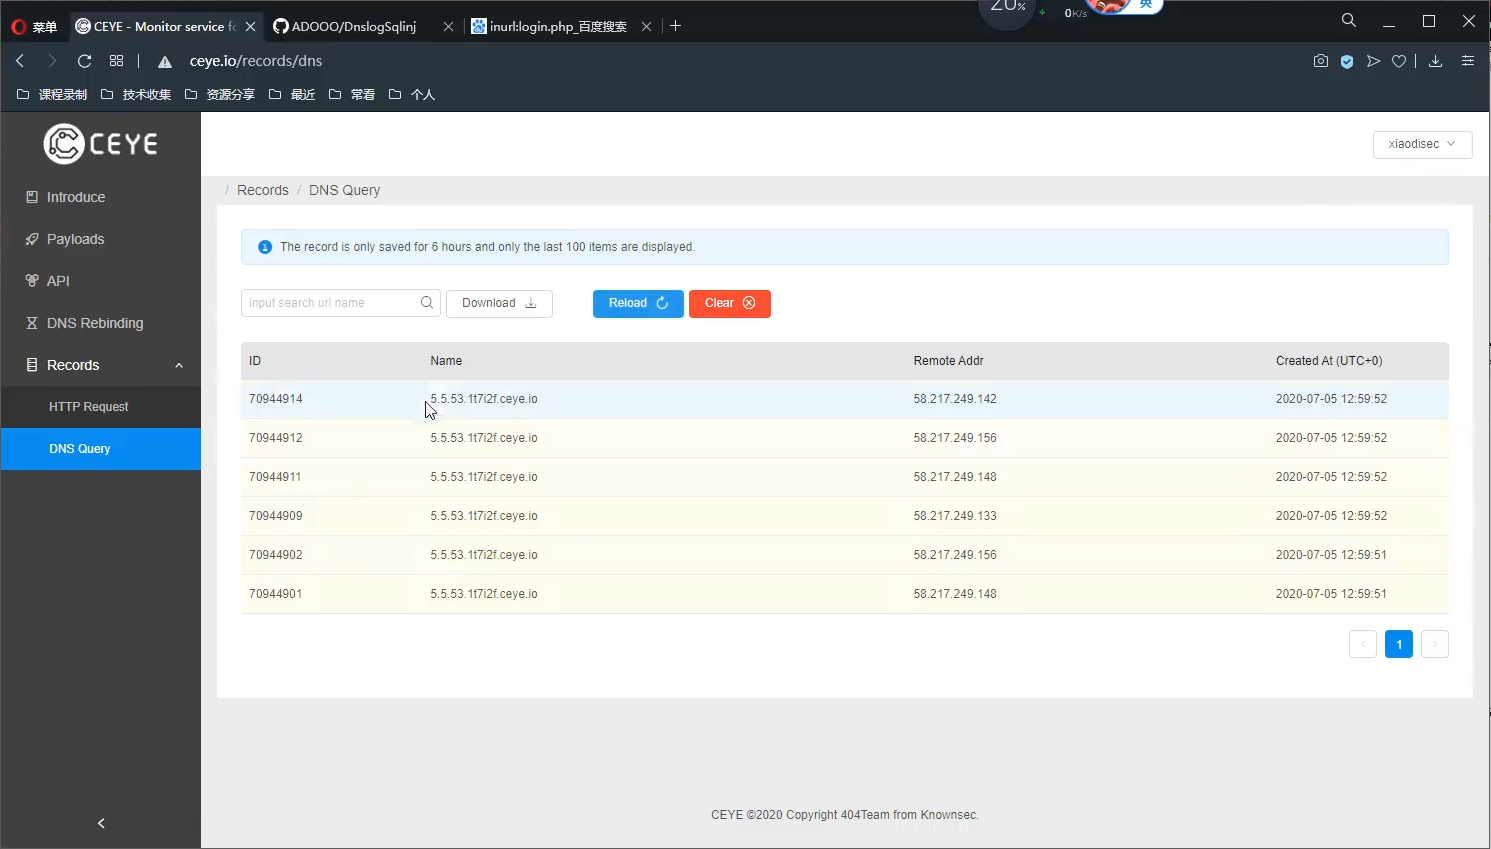 20%
0K/s
英
菜单
CEYE - Monitor service fo
ADOOO/DnslogSqlinj
inurl:login.php_百度搜索
ceye.io/records/dns
课程录制
技术收集
资源分享
最近
常看
个人
CEYE
xiaodisec
Introduce
Payloads
API
DNS Rebinding
Records
HTTP Request
DNS Query
/ Records / DNS Query
The record is only saved for 6 hours and only the last 100 items are displayed.
input search url name
Download
Reload
Clear
ID Name Remote Addr Created At (UTC+0)
70944914 5.5.53.1t7i2f.ceye.io 58.217.249.142 2020-07-05 12:59:52
70944912 5.5.53.1t7i2f.ceye.io 58.217.249.156 2020-07-05 12:59:52
70944911 5.5.53.1t7i2f.ceye.io 58.217.249.148 2020-07-05 12:59:52
70944909 5.5.53.1t7i2f.ceye.io 58.217.249.133 2020-07-05 12:59:52
70944902 5.5.53.1t7i2f.ceye.io 58.217.249.156 2020-07-05 12:59:51
70944901 5.5.53.1t7i2f.ceye.io 58.217.249.148 2020-07-05 12:59:51
1
CEYE ©2020 Copyright 404Team from Knownsec.